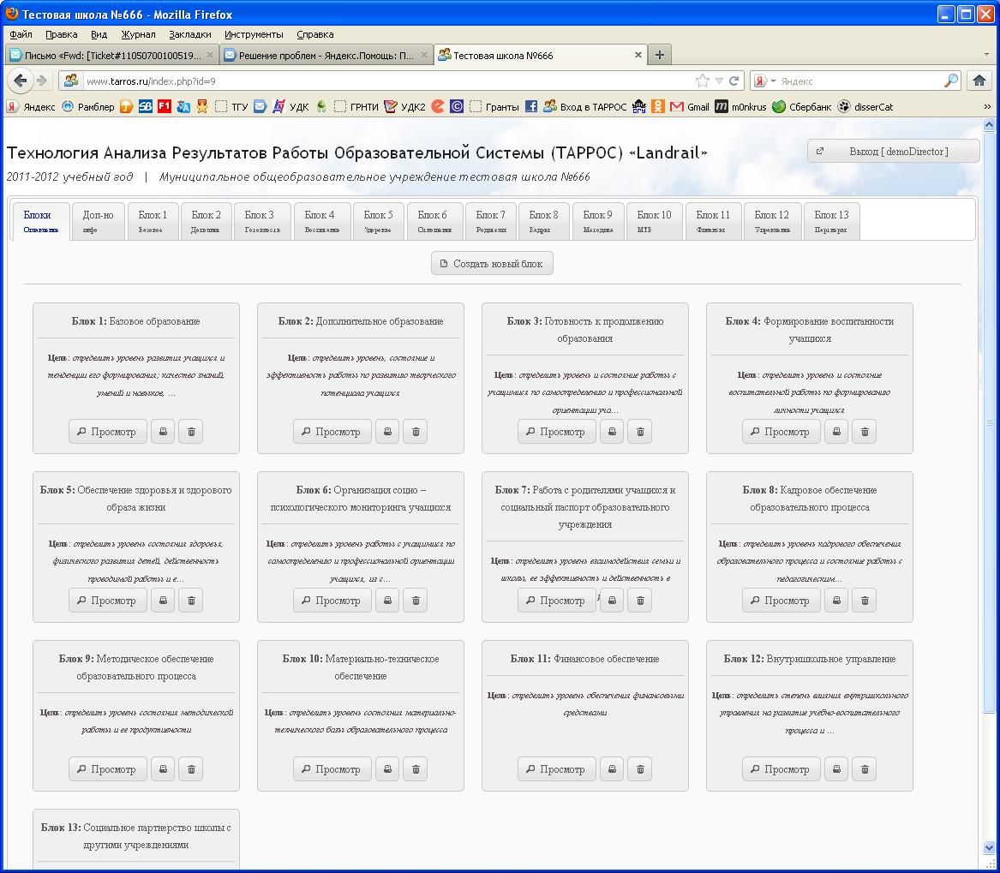 Тестовая школа №666 - Mozilla Firefox
Файл Правка Вид Журнал Закладки Инструменты Справка
Письмо «Fwd: [Ticket#11050700100519... Решение проблем - Яндекс.Помощь: П... Тестовая школа №666
www.tarros.ru/index.php?id=9 Яндекс
Яндекс Рамблер ТГУ УДК ГРНТИ УДК2 Гранты Вход в ТАРРОС Gmail m0nkrus Сбербанк disserCat
Технология Анализа Результатов Работы Образовательной Системы (ТАРРОС) «Landrail»
Выход [ demoDirector ]
2011-2012 учебный год | Муниципальное общеобразовательное учреждение тестовая школа №666
Блоки Доп-но Блок 1 Блок 2 Блок 3 Блок 4 Блок 5 Блок 6 Блок 7 Блок 8 Блок 9 Блок 10 Блок 11 Блок 12 Блок 13
Оглавление инфо Базовое Дополнит Готовность Воспитание Здоровье Отношения Родители Кадры Методика МТБ Финансы Управление Партнеры
Создать новый блок
Блок 1: Базовое образование
Цель: определить уровень развития учащихся и
тенденции его формирования; качество знаний,
умений и навыков, ...
Просмотр
Блок 2: Дополнительное образование
Цель: определить уровень, состояние и
эффективность работы по развитию творческого
потенциала учащихся
Просмотр
Блок 3: Готовность к продолжению
образования
Цель: определить уровень и состояние работы с
учащимися по самоопределению и профессиональной
ориентации уча...
Просмотр
Блок 4: Формирование воспитанности
учащихся
Цель: определить уровень и состояние
воспитательной работы по формированию
личности учащихся
Просмотр
Блок 5: Обеспечение здоровья и здорового
образа жизни
Цель: определить уровень состояния здоровья,
физического развития детей, действенность
проводимой работы и е...
Просмотр
Блок 6: Организация социо –
психологического мониторинга учащихся
Цель: определить уровень работы с учащимися по
самоопределению и профессиональной ориентации
учащихся, из с...
Просмотр
Блок 7: Работа с родителями учащихся и
социальный паспорт образовательного
учреждения
Цель: определить уровень взаимодействия семьи и
школы, ее эффективность и действенность в
Просмотр
Блок 8: Кадровое обеспечение
образовательного процесса
Цель: определить уровень кадрового обеспечения
образовательного процесса и состояние работы с
педагогическим...
Просмотр
Блок 9: Методическое обеспечение
образовательного процесса
Цель: определить уровень состояния методической
работы и ее продуктивности
Просмотр
Блок 10: Материально-техническое
обеспечение
Цель: определить уровень состояния материально-
технического базы образовательного процесса
Просмотр
Блок 11: Финансовое обеспечение
Цель: определить уровень обеспечения финансовыми
средствами
Просмотр
Блок 12: Внутришкольное управление
Цель: определить степень влияния внутришкольного
управления на развитие учебно-воспитательного
процесса и ...
Просмотр
Блок 13: Социальное партнерство школы с
другими учреждениями